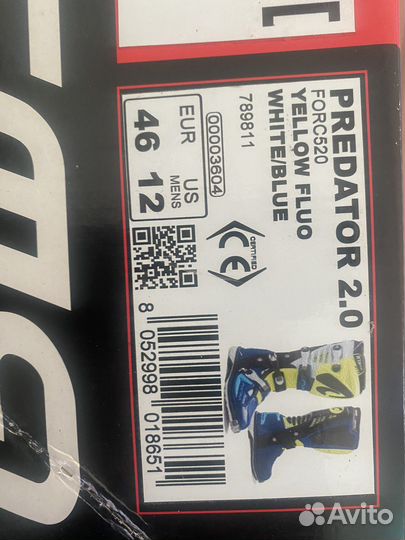 PREDATOR 2.0
FORC520
YELLOW FLUO
WHITE/BLUE
789811
00003604
EUR
46
US
MENS
12
CE
CERTIFIED
8 052998 018651
Avito